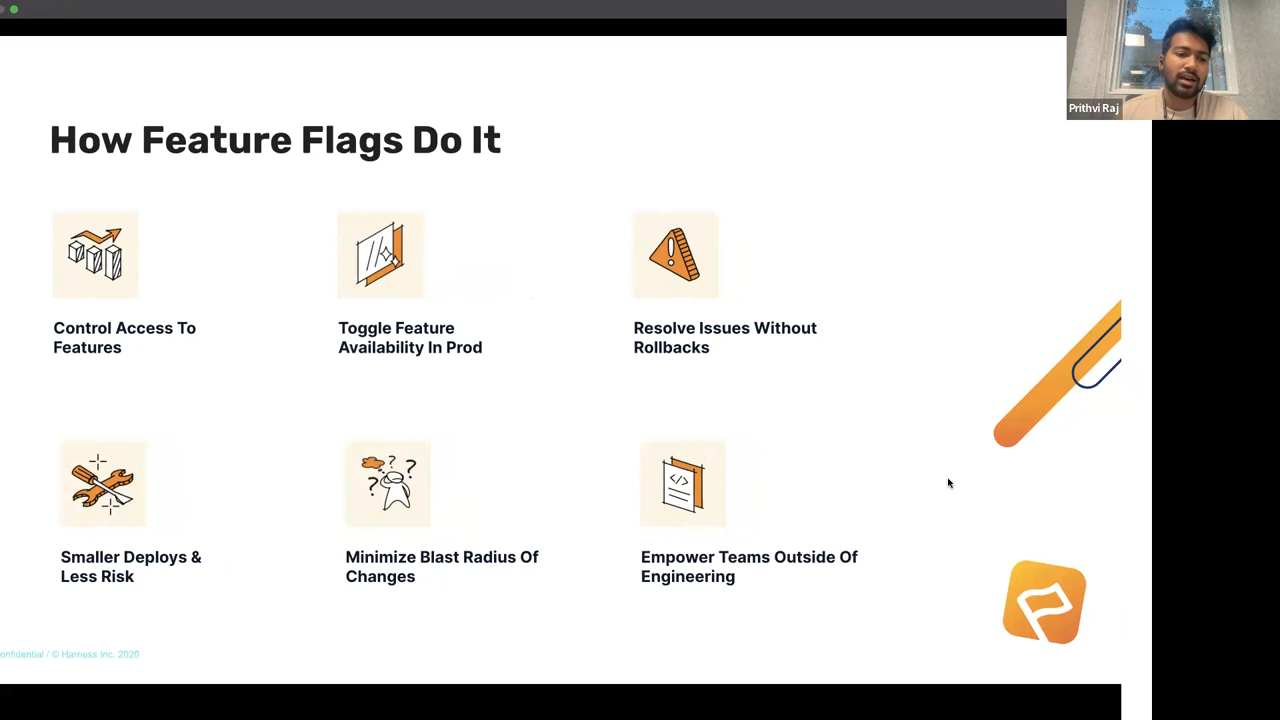 Prithvi Raj
How Feature Flags Do It
Control Access To
Features
Toggle Feature
Availability In Prod
Resolve Issues Without
Rollbacks
Smaller Deploys &
Less Risk
Minimize Blast Radius Of
Changes
Empower Teams Outside Of
Engineering
onfidential / © Harness Inc. 2020